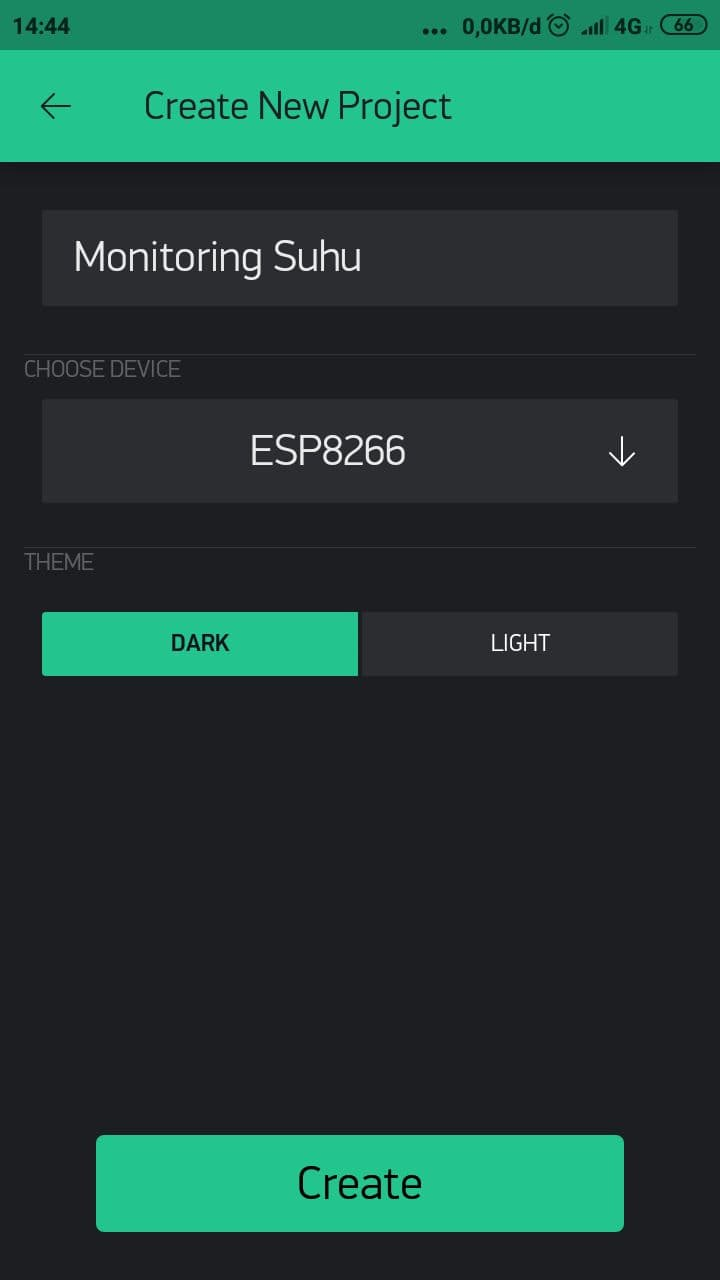 14:44 ... 0,0KB/d 4G 66
Create New Project
Monitoring Suhu
CHOOSE DEVICE
ESP8266
THEME
DARK LIGHT
Create